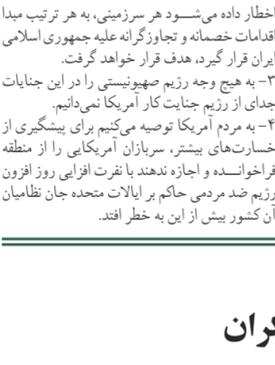 اخطار داده می‌شـــود هر سرزمینی، به هر ترتیب مبدا
اقدامات خصمانه و تجاوزگرانه علیه جمهوری اسلامی
ایران قرار گیرد، هدف قرار خواهد گرفت.
۳- به هیچ وجه رژیم صهیونیستی را در این جنایات
جدای از رژیم جنایت کار آمریکا نمی‌دانیم.
۴- به مردم آمریکا توصیه می‌کنیم برای پیشگیری از
خسارت‌های بیشتر، سربازان آمریکایی را از منطقه
فراخوانـــده و اجازه ندهند با نفرت افزایی روز افزون
رژیم ضد مردمی حاکم بر ایالات متحده جان نظامیان
آن کشور بیش از این به خطر افتد.